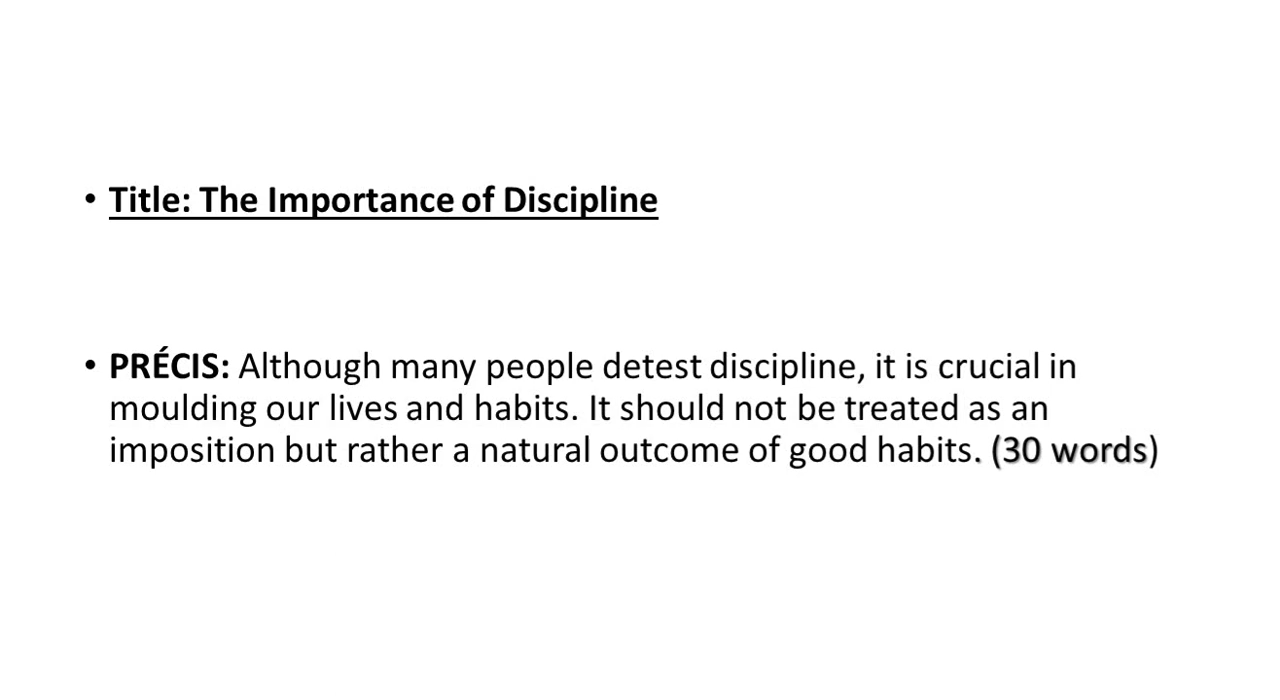 • Title: The Importance of Discipline
• PRÉCIS: Although many people detest discipline, it is crucial in
moulding our lives and habits. It should not be treated as an
imposition but rather a natural outcome of good habits. (30 words)